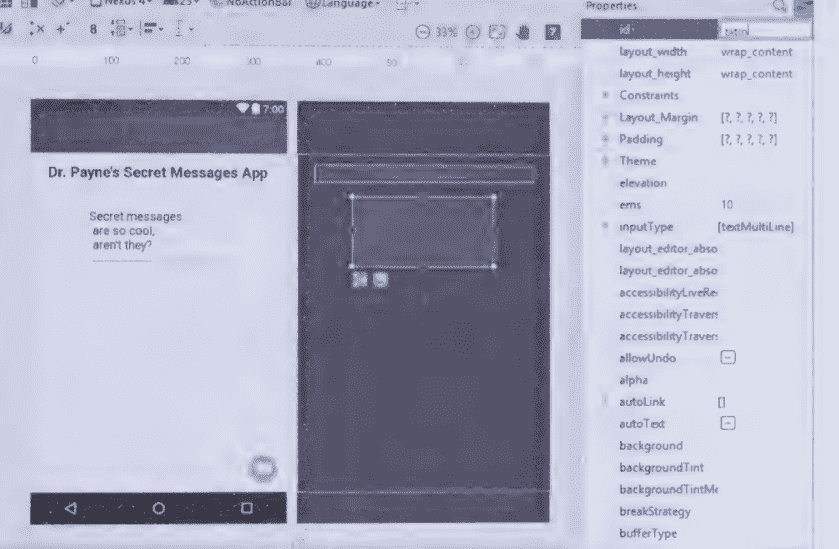 Nexus 4
25
NoActionBar
Language
Properties
8
33%
?
id
0
100
200
300
400
layout_width wrap_content
layout_height wrap_content
Constraints
Layout_Margin [?, ?, ?, ?, ?]
Padding [?, ?, ?, ?, ?]
Theme
elevation
ems 10
inputType [textMultiLine]
layout_editor_abso
layout_editor_abso
accessibilityLiveRe
accessibilityTravers
accessibilityTravers
allowUndo
alpha
autoLink []
autoText
background
backgroundTint
backgroundTintMo
breakStrategy
bufferType
7:00
Dr. Payne's Secret Messages App
Secret messages
are so cool,
aren't they?